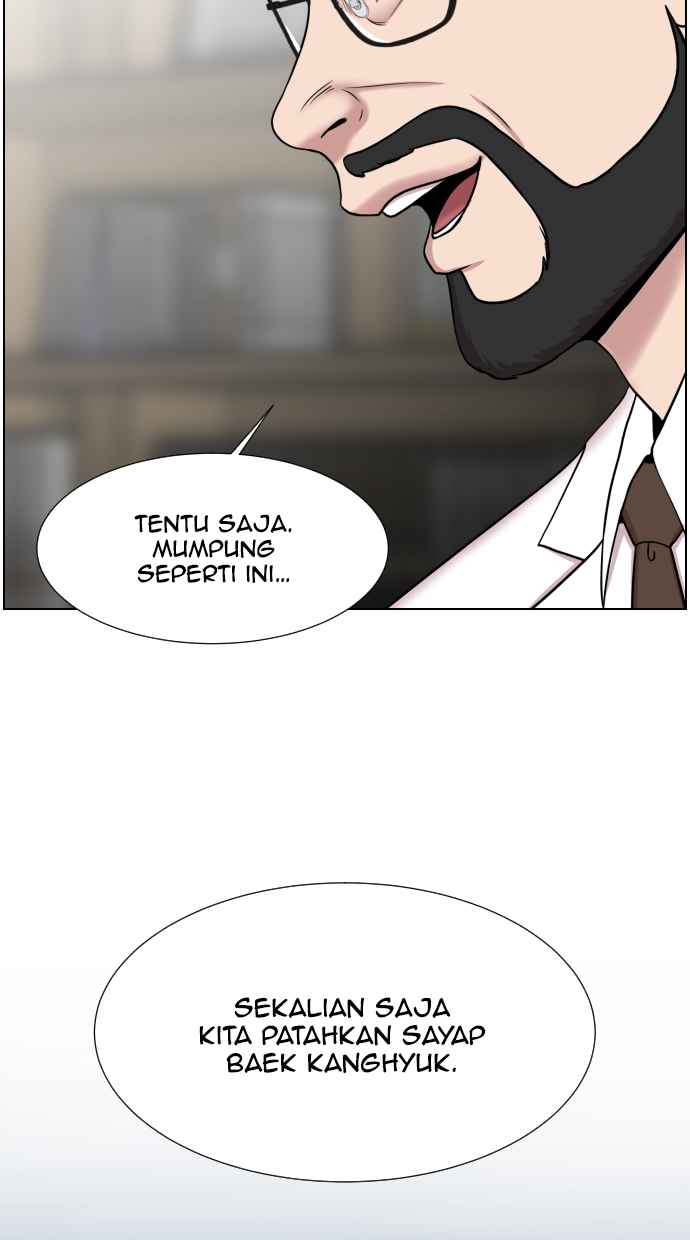 TENTU SAJA.
MUMPUNG
SEPERTI INI...
SEKALIAN SAJA
KITA PATAHKAN SAYAP
BAEK KANGHYUK.